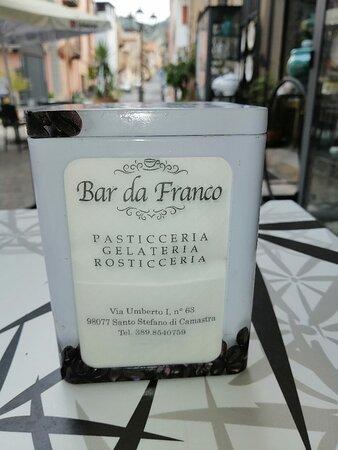 Bar da Franco
PASTICCERIA
GELATERIA
ROSTICCERIA
Via Umberto I, n° 63
98077 Santo Stefano di Camastra
Tel. 389.8540759